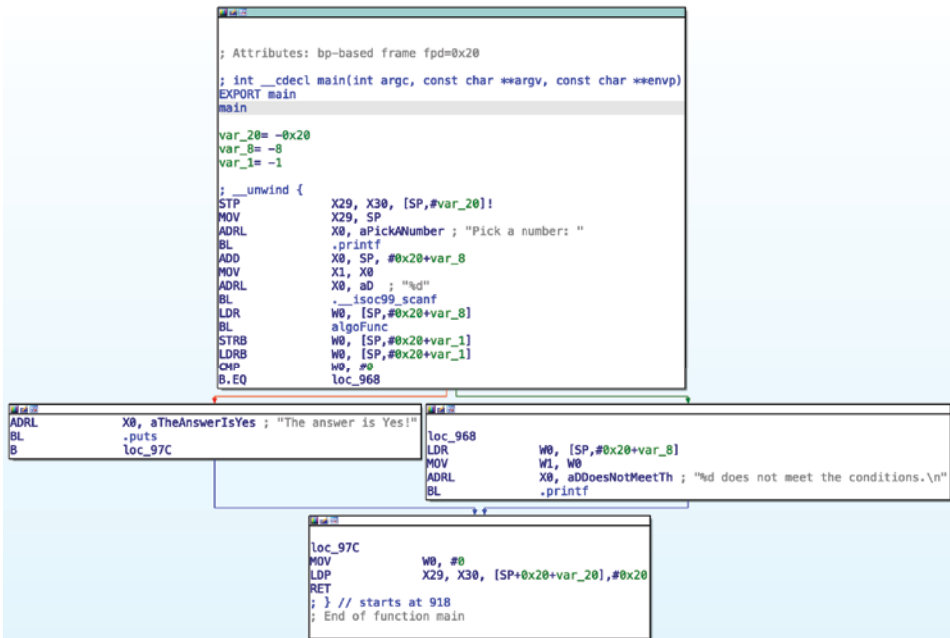 ; Attributes: bp-based frame fpd=0x20
; int __cdecl main(int argc, const char **argv, const char **envp)
EXPORT main
main
var_20= -0x20
var_8= -8
var_1= -1
; __unwind {
STP X29, X30, [SP,#var_20]!
MOV X29, SP
ADRL X0, aPickANumber ; "Pick a number: "
BL .printf
ADD X0, SP, #0x20+var_8
MOV X1, X0
ADRL X0, aD ; "%d"
BL .__isoc99_scanf
LDR W0, [SP,#0x20+var_8]
BL algoFunc
STRB W0, [SP,#0x20+var_1]
LDRB W0, [SP,#0x20+var_1]
CMP W0, #0
B.EQ loc_968
ADRL X0, aTheAnswerIsYes ; "The answer is Yes!"
BL .puts
B loc_97C
loc_968
LDR W0, [SP,#0x20+var_8]
MOV W1, W0
ADRL X0, aDDoesNotMeetTh ; "%d does not meet the conditions.\n"
BL .printf
loc_97C
MOV W0, #0
LDP X29, X30, [SP+0x20+var_20],#0x20
RET
; } // starts at 918
; End of function main